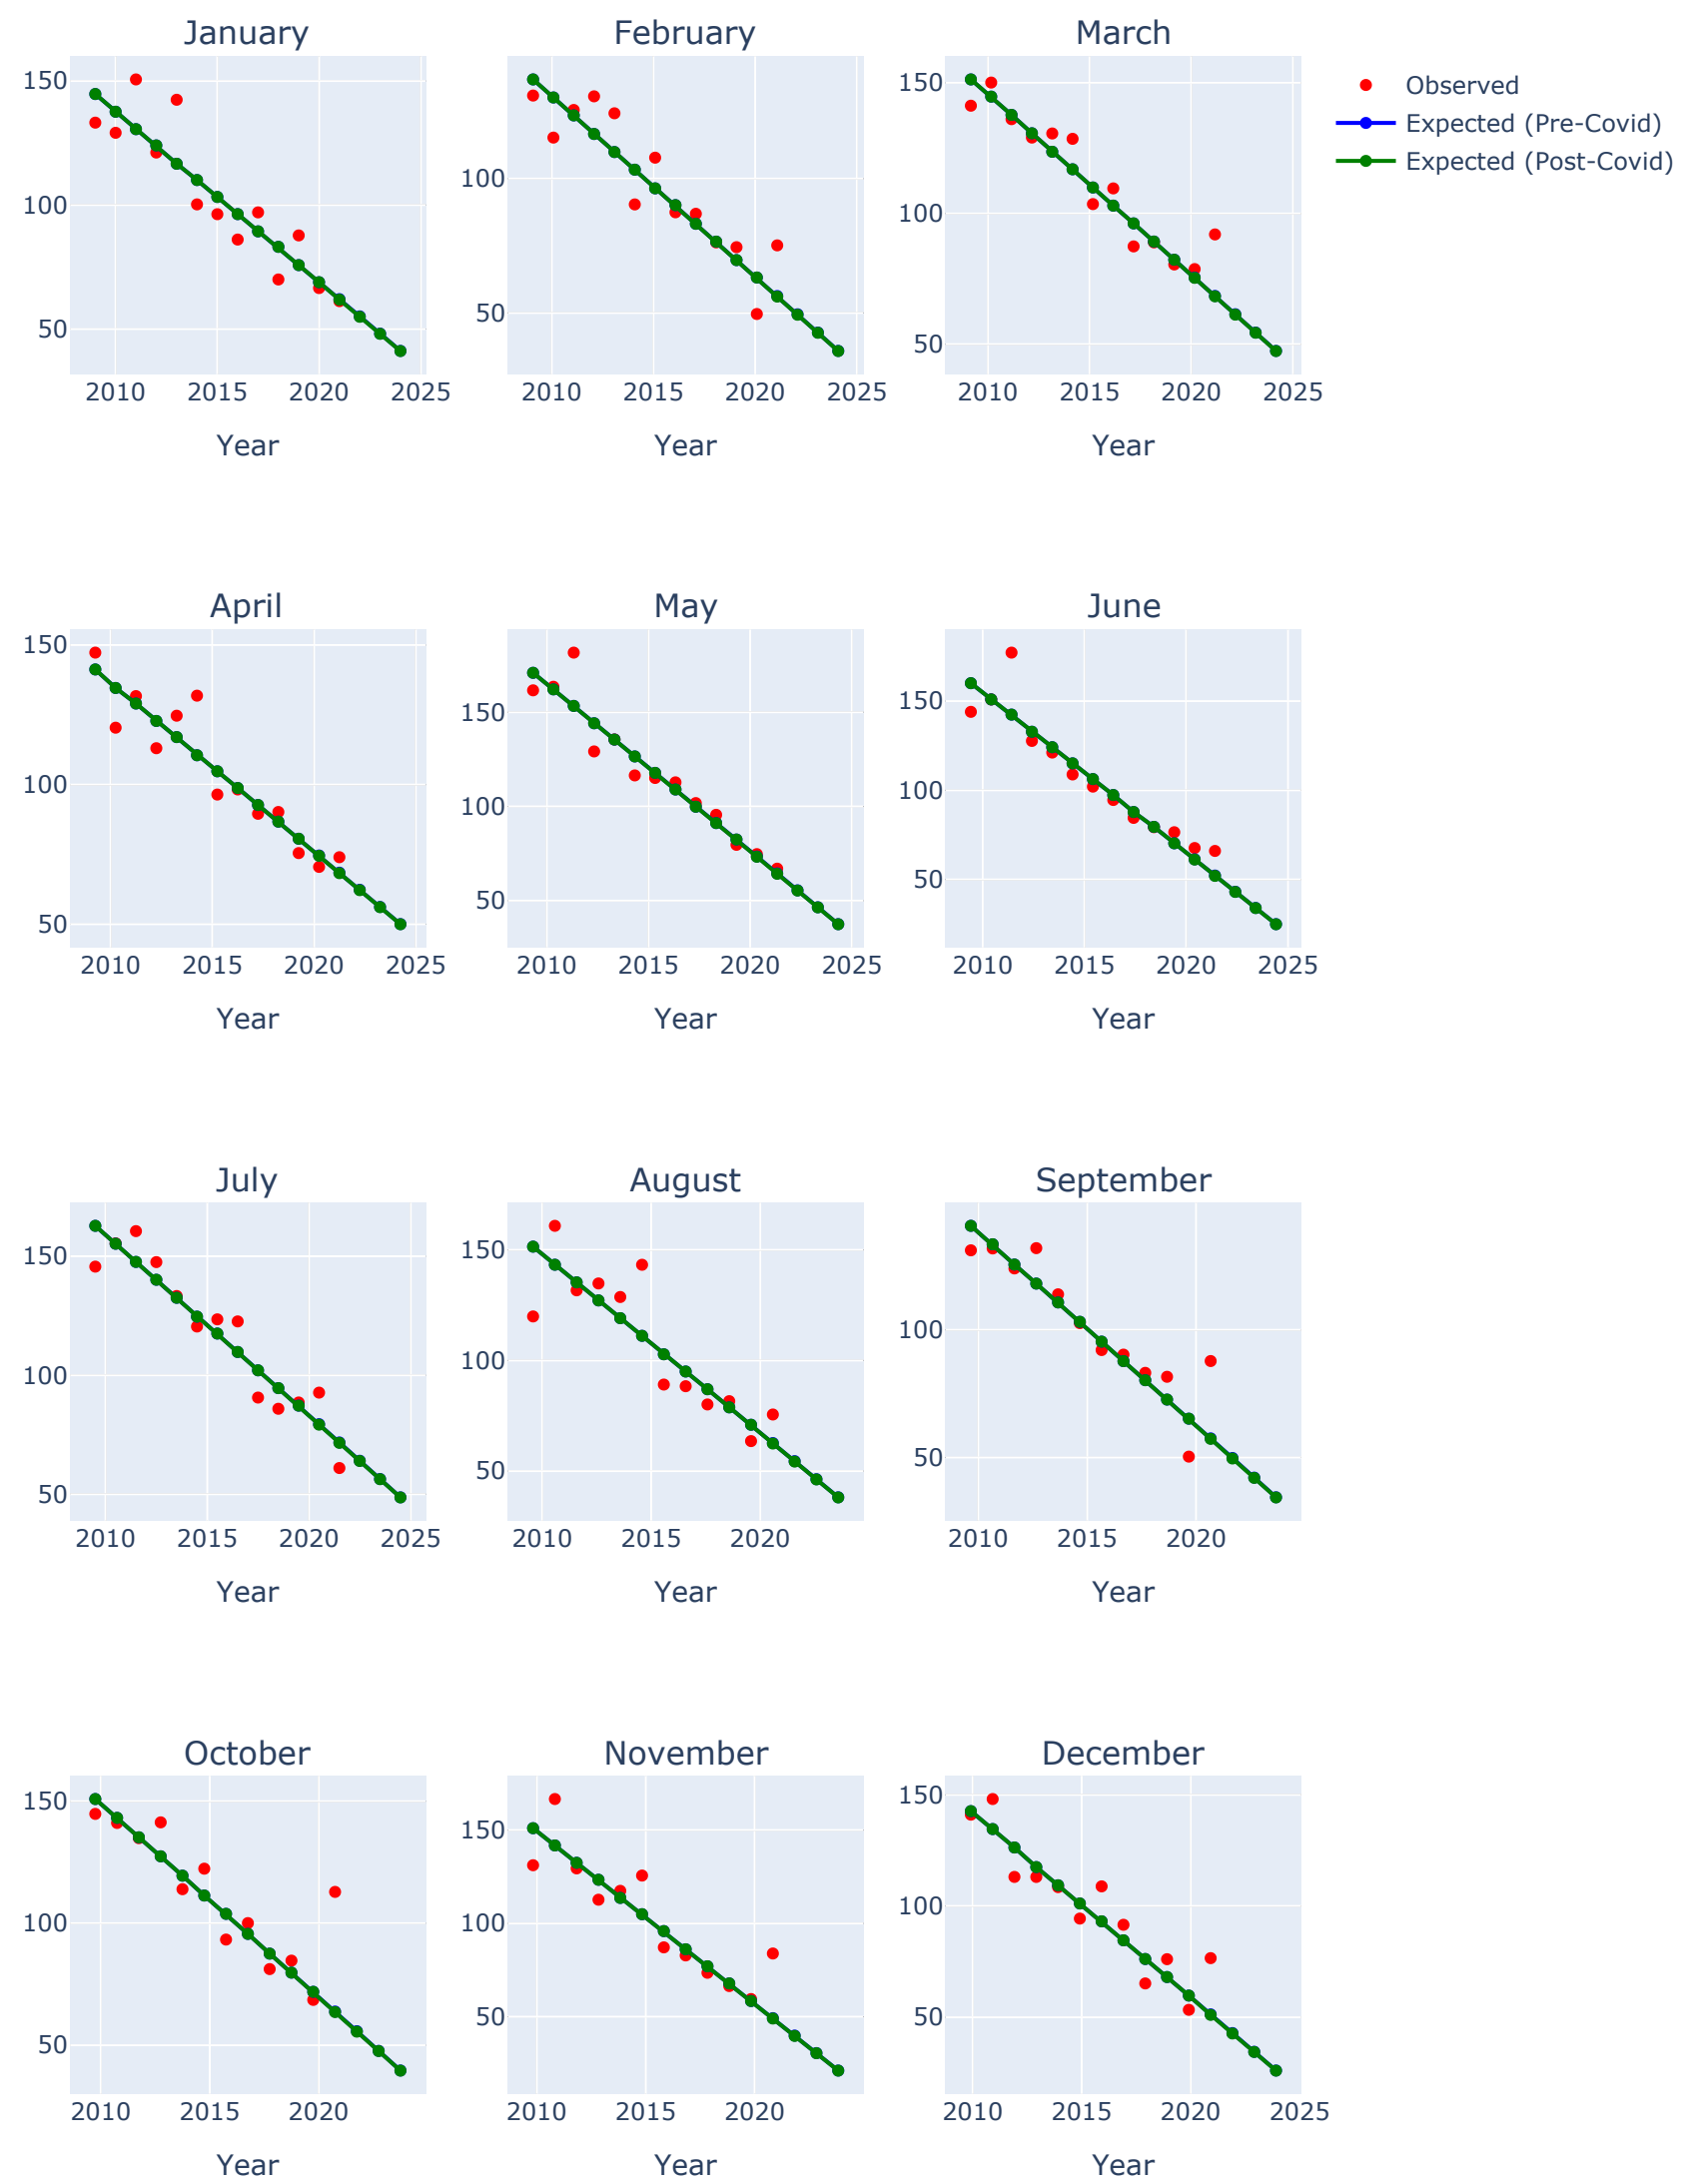 January February March
150
100
50
2010 2015 2020 2025
Year
100
50
2010 2015 2020 2025
Year
150
100
50
2010 2015 2020 2025
Year
Observed
Expected (Pre-Covid)
Expected (Post-Covid)
April May June
150
100
50
2010 2015 2020 2025
Year
150
100
50
2010 2015 2020 2025
Year
150
100
50
2010 2015 2020 2025
Year
July August September
150
100
50
2010 2015 2020 2025
Year
150
100
50
2010 2015 2020
Year
100
50
2010 2015 2020
Year
October November December
150
100
50
2010 2015 2020
Year
150
100
50
2010 2015 2020
Year
150
100
50
2010 2015 2020 2025
Year